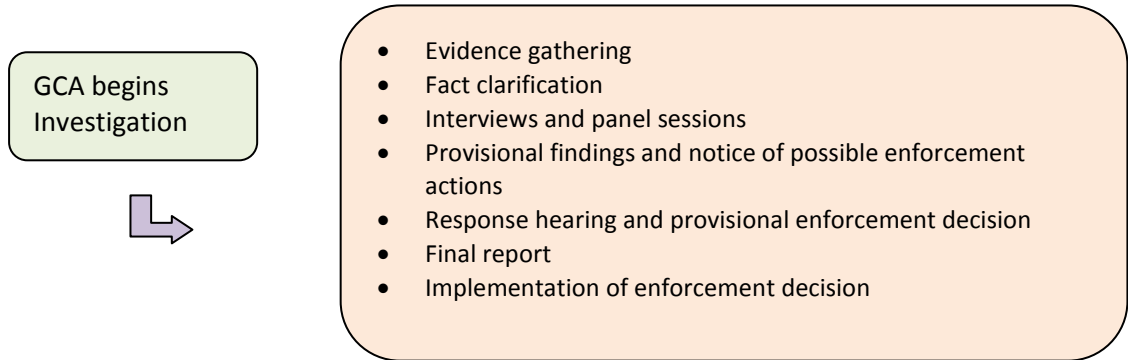 GCA begins
Investigation
• Evidence gathering
• Fact clarification
• Interviews and panel sessions
• Provisional findings and notice of possible enforcement
actions
• Response hearing and provisional enforcement decision
• Final report
• Implementation of enforcement decision